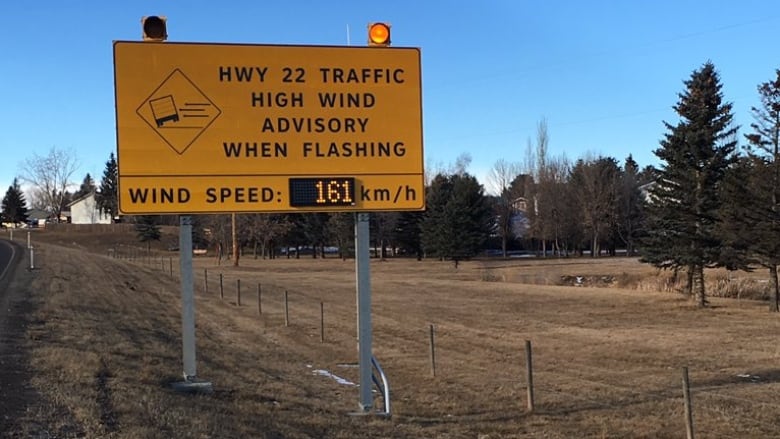 HWY 22 TRAFFIC
HIGH WIND
ADVISORY
WHEN FLASHING
WIND SPEED: 161 km/h